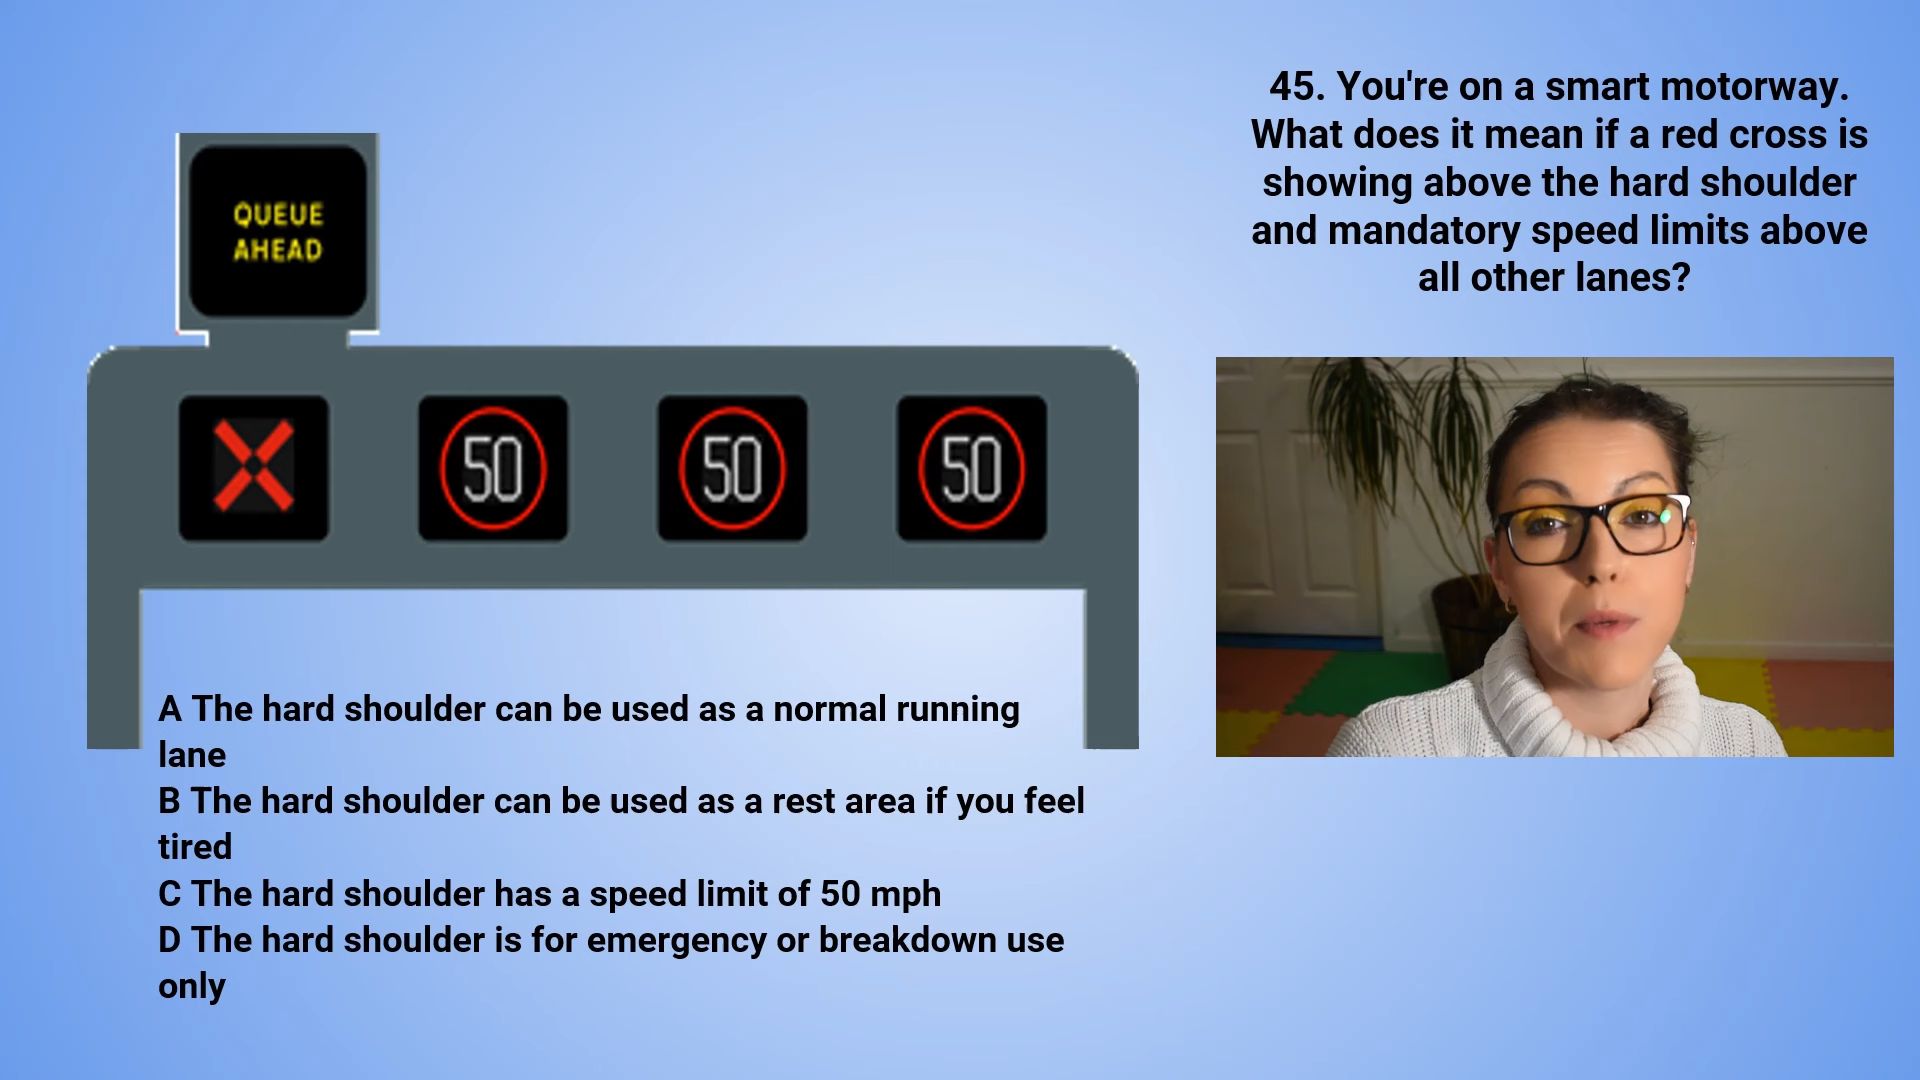 QUEUE
AHEAD
50
50
50
45. You're on a smart motorway.
What does it mean if a red cross is
showing above the hard shoulder
and mandatory speed limits above
all other lanes?
A The hard shoulder can be used as a normal running
lane
B The hard shoulder can be used as a rest area if you feel
tired
C The hard shoulder has a speed limit of 50 mph
D The hard shoulder is for emergency or breakdown use
only